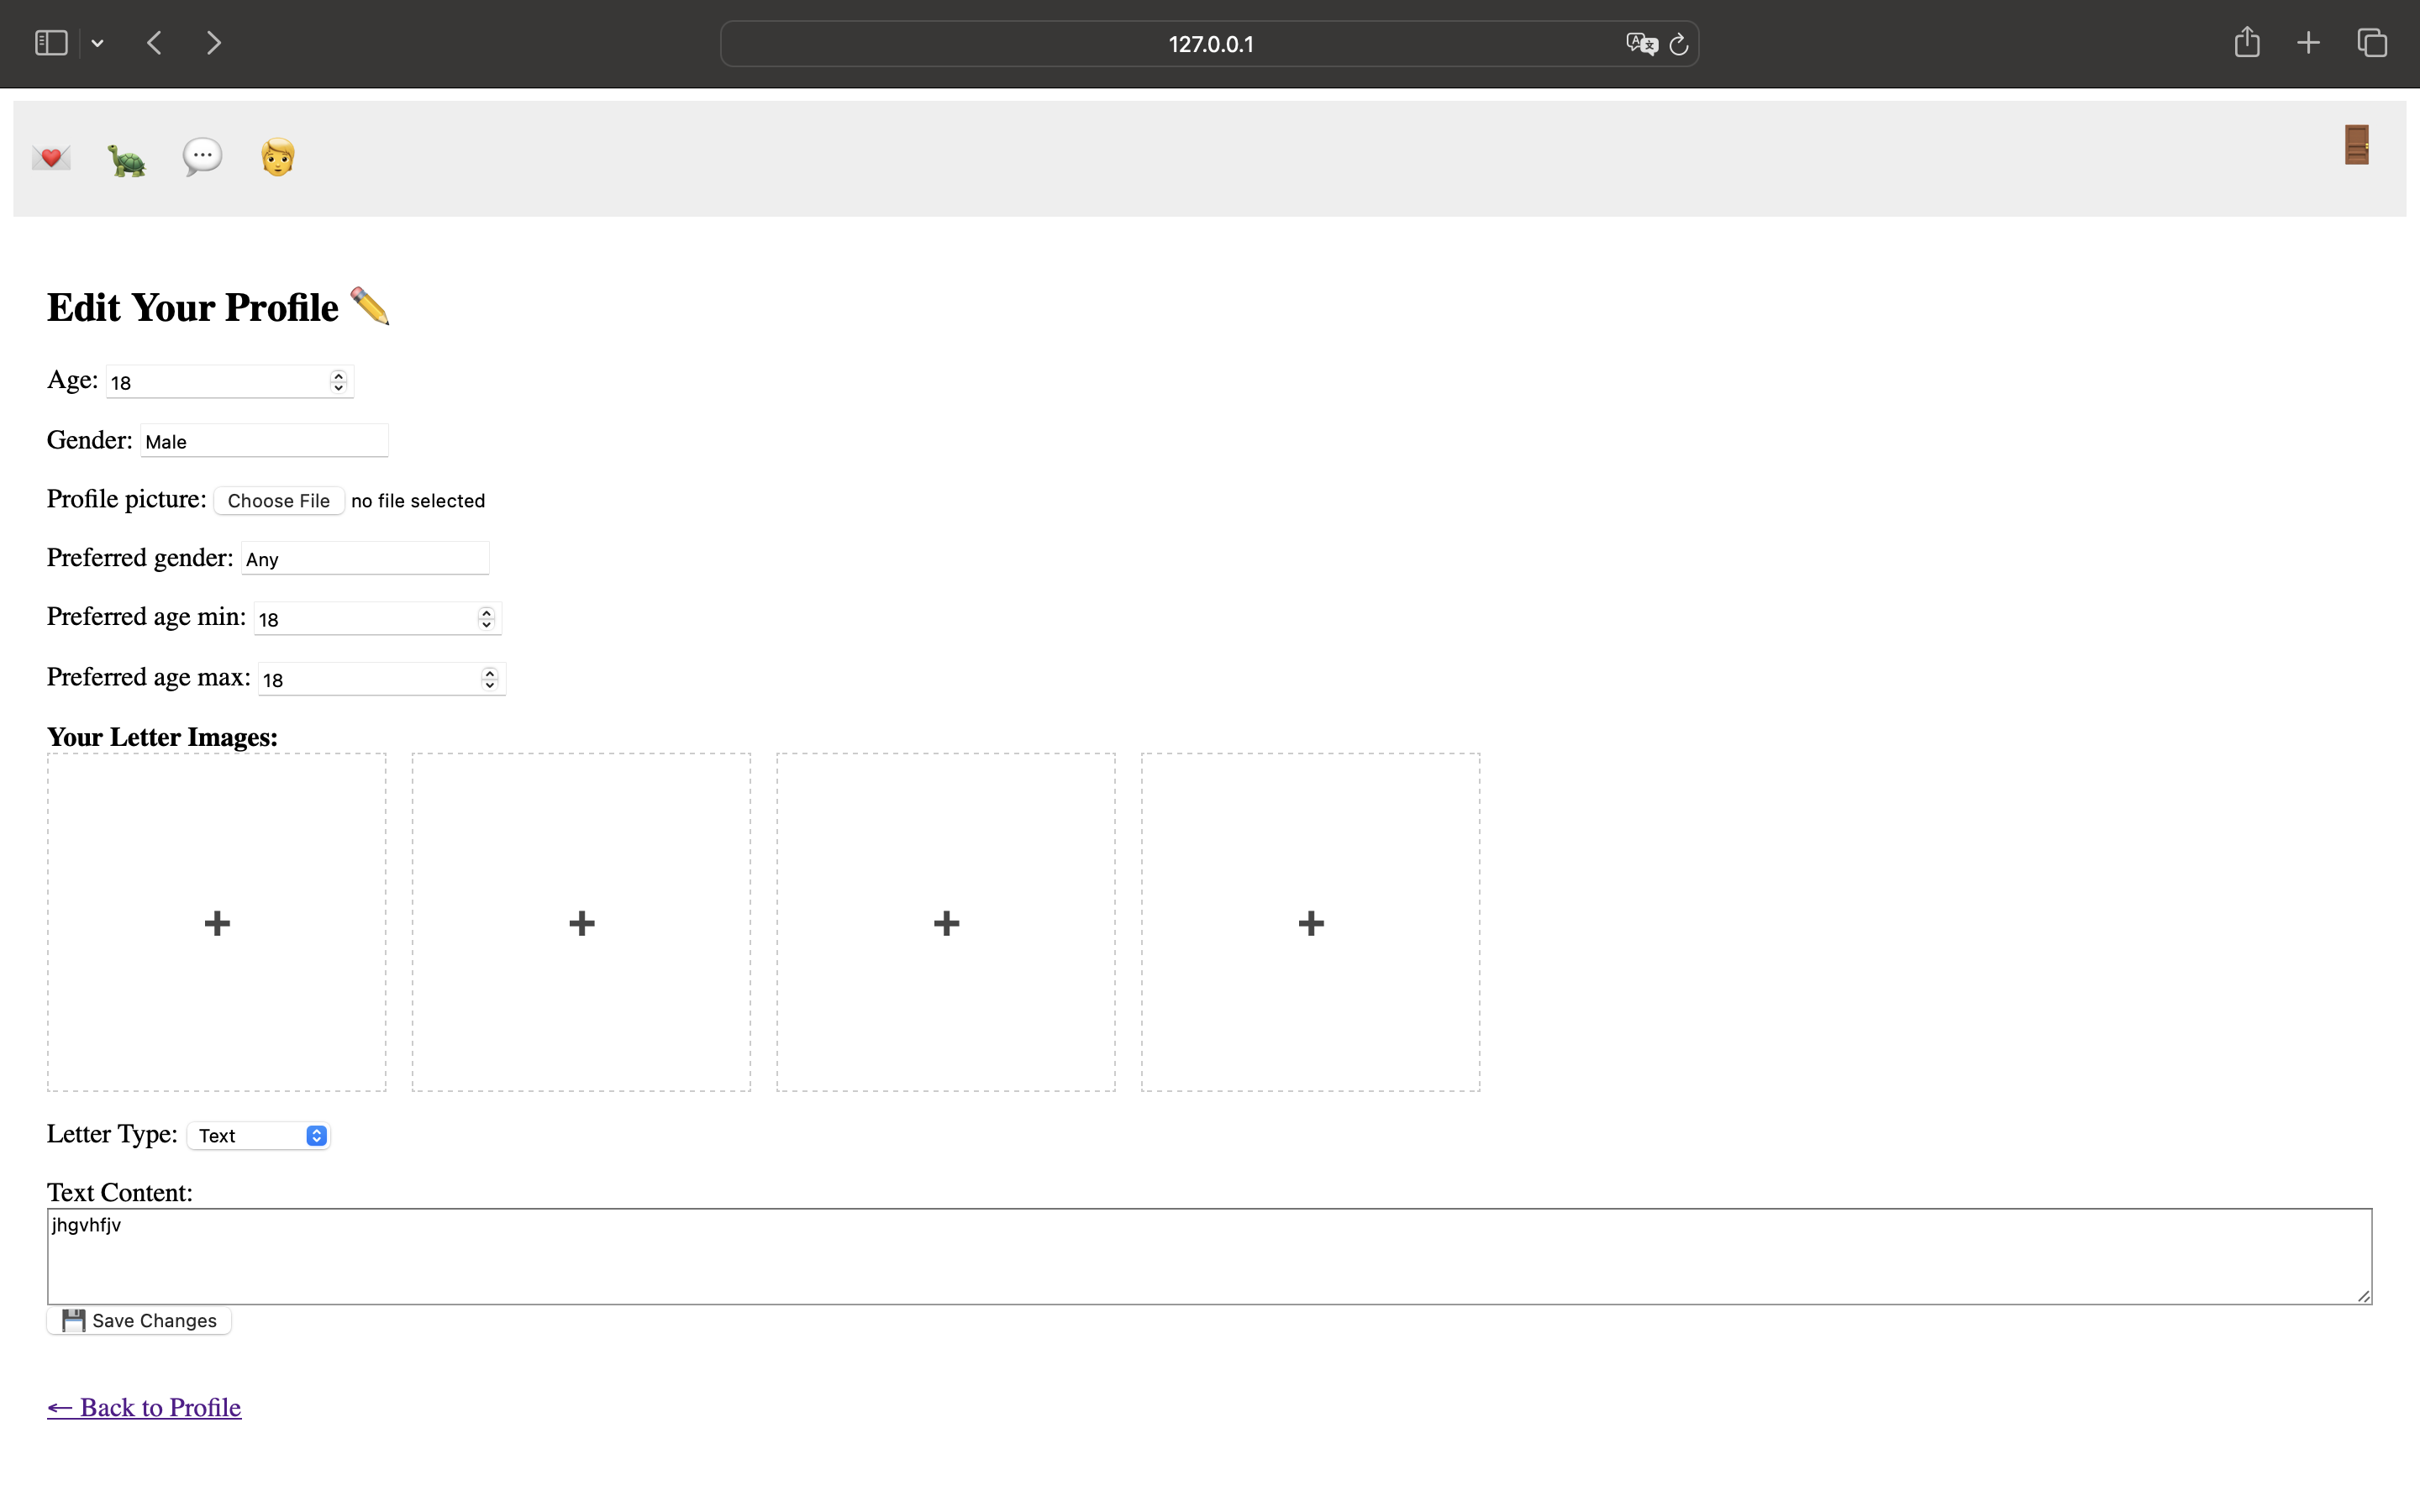 127.0.0.1
Edit Your Profile ✏️
Age: 18
Gender: Male
Profile picture: Choose File no file selected
Preferred gender: Any
Preferred age min: 18
Preferred age max: 18
Your Letter Images:
+ + + +
Letter Type: Text
Text Content:
jhgvhfjv
💾 Save Changes
← Back to Profile